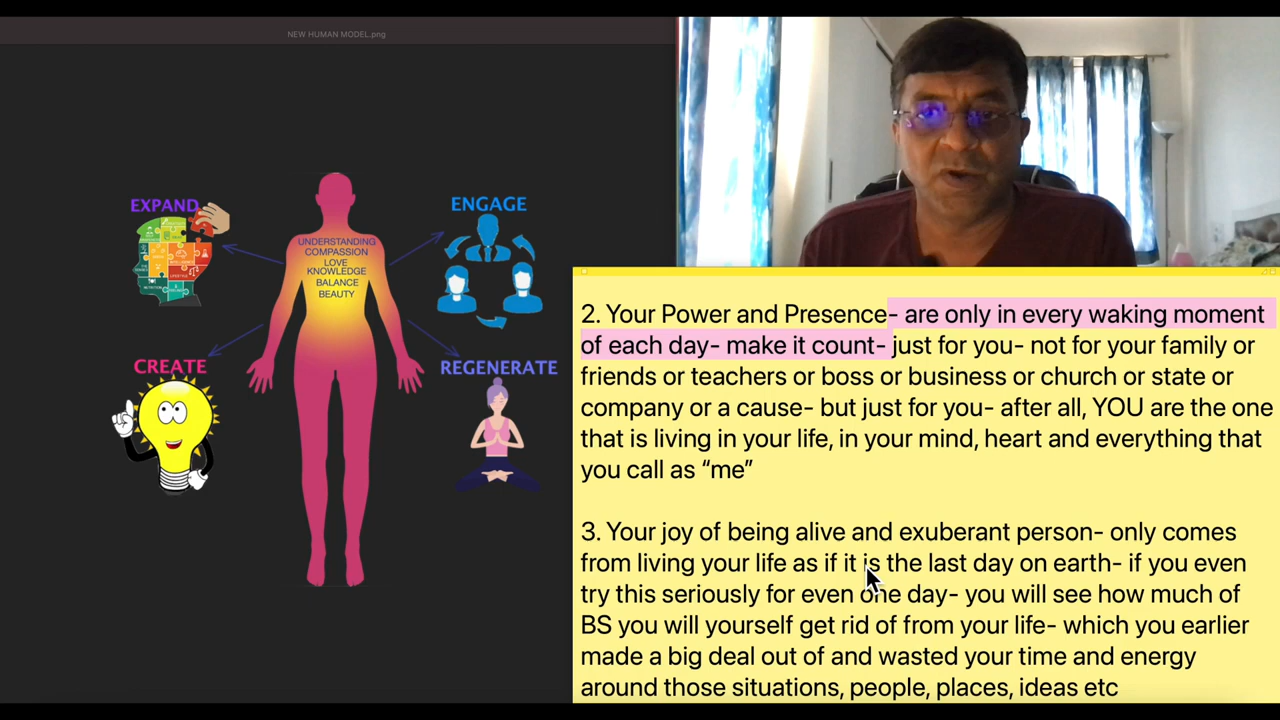 NEW HUMAN MODEL.png
EXPAND
ENGAGE
UNDERSTANDING
COMPASSION
LOVE
KNOWLEDGE
BALANCE
BEAUTY
CREATE
REGENERATE
2. Your Power and Presence- are only in every waking moment
of each day- make it count- just for you- not for your family or
friends or teachers or boss or business or church or state or
company or a cause- but just for you- after all, YOU are the one
that is living in your life, in your mind, heart and everything that
you call as “me”
3. Your joy of being alive and exuberant person- only comes
from living your life as if it is the last day on earth- if you even
try this seriously for even one day- you will see how much of
BS you will yourself get rid of from your life- which you earlier
made a big deal out of and wasted your time and energy
around those situations, people, places, ideas etc